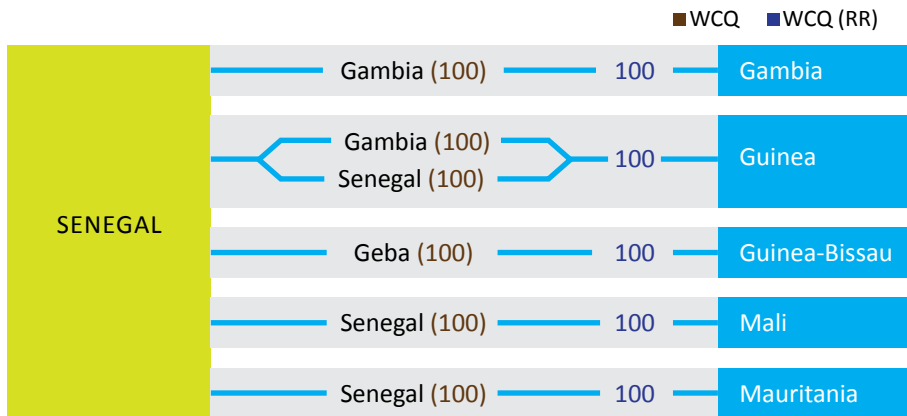 WCQ WCQ (RR)
SENEGAL
Gambia (100) 100 Gambia
Gambia (100)
Senegal (100)
100 Guinea
Geba (100) 100 Guinea-Bissau
Senegal (100) 100 Mali
Senegal (100) 100 Mauritania